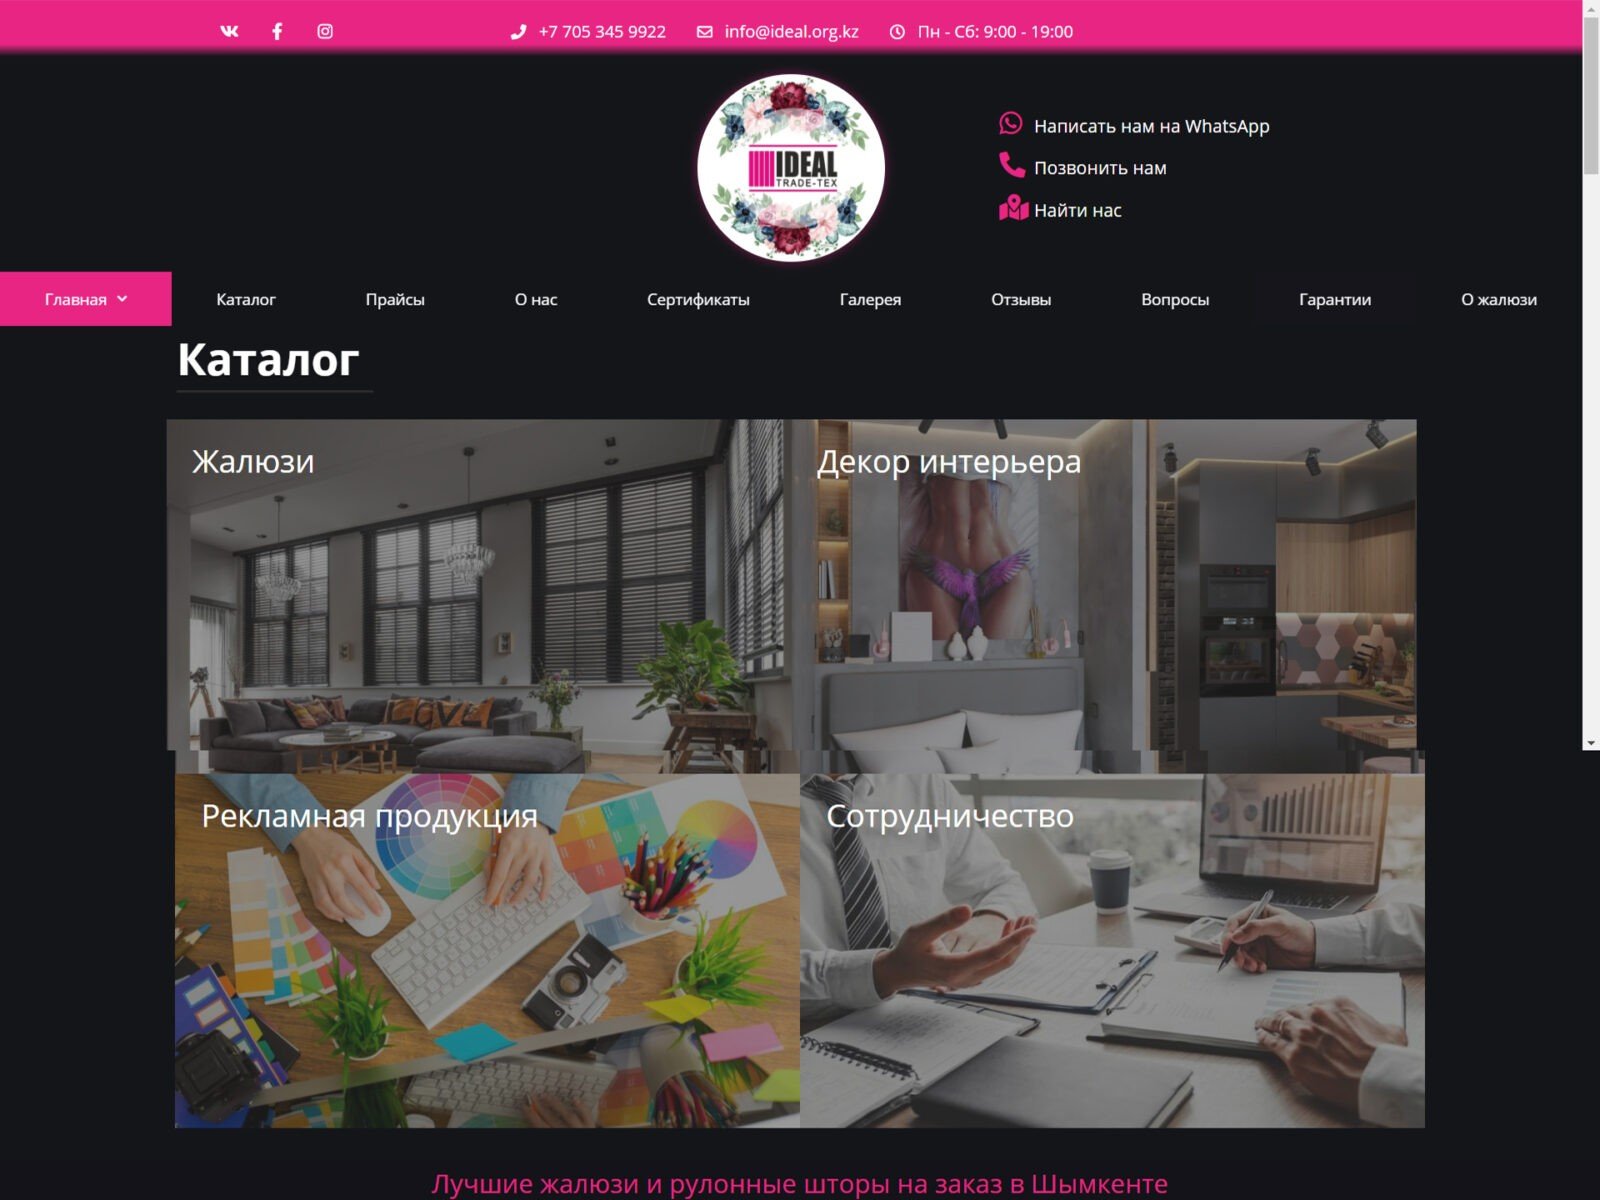 +7 705 345 9922
info@ideal.org.kz
Пн - Сб: 9:00 - 19:00
IDEAL
TRADE-TEX
Написать нам на WhatsApp
Позвонить нам
Найти нас
Главная
Каталог
Прайсы
О нас
Сертификаты
Галерея
Отзывы
Вопросы
Гарантии
О жалюзи
Каталог
Жалюзи
Декор интерьера
Love
Рекламная продукция
Сотрудничество
Лучшие жалюзи и рулонные шторы на заказ в Шымкенте